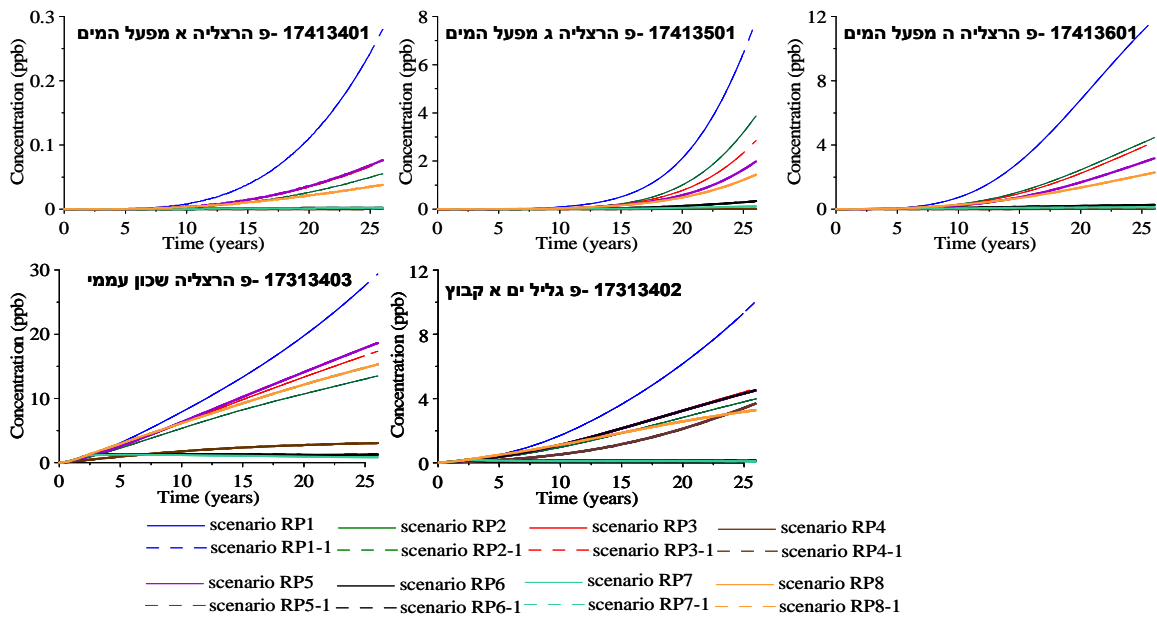 17413401 -פ הרצליה א מפעל המים
Concentration (ppb)
0.3
0.2
0.1
0
0 5 10 15 20 25
Time (years)
17413501 -פ הרצליה ג מפעל המים
Concentration (ppb)
8
6
4
2
0
0 5 10 15 20 25
Time (years)
17413601 -פ הרצליה ה מפעל המים
Concentration (ppb)
12
8
4
0
0 5 10 15 20 25
Time (years)
17313403 -פ הרצליה שכון עממי
Concentration (ppb)
30
20
10
0
0 5 10 15 20 25
Time (years)
17313402 -פ גליל ים א קבוץ
Concentration (ppb)
12
8
4
0
0 5 10 15 20 25
Time (years)
scenario RP1 scenario RP2 scenario RP3 scenario RP4
scenario RP1-1 scenario RP2-1 scenario RP3-1 scenario RP4-1
scenario RP5 scenario RP6 scenario RP7 scenario RP8
scenario RP5-1 scenario RP6-1 scenario RP7-1 scenario RP8-1